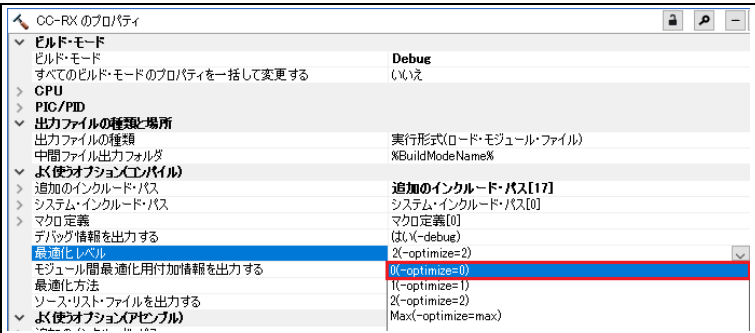 CC-RX のプロパティ
ビルド・モード
ビルド・モード Debug
すべてのビルド・モードのプロパティを一括して変更する いいえ
CPU
PIC/PID
出力ファイルの種類と場所
出力ファイルの種類 実行形式(ロード・モジュール・ファイル)
中間ファイル出力フォルダ %BuildModeName%
よく使うオプション(コンパイル)
追加のインクルード・パス 追加のインクルード・パス[17]
システム・インクルード・パス システム・インクルード・パス[0]
マクロ定義 マクロ定義[0]
デバッグ情報を出力する はい(-debug)
最適化レベル 2(-optimize=2)
モジュール間最適化用付加情報を出力する 0(-optimize=0)
最適化方法 1(-optimize=1)
ソース・リスト・ファイルを出力する 2(-optimize=2)
よく使うオプション(アセンブル) Max(-optimize=max)